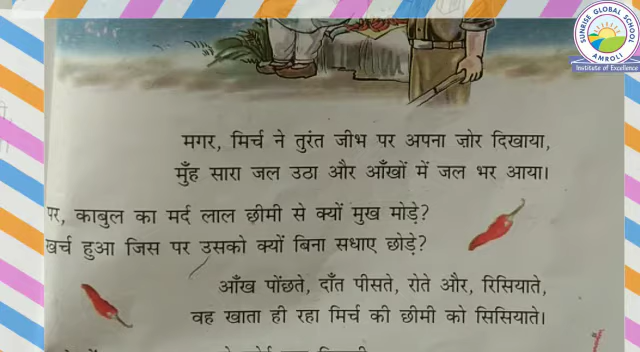 SUNRISE GLOBAL SCHOOL
AMROLI
Institute of Excellence
मगर, मिर्च ने तुरंत जीभ पर अपना ज़ोर दिखाया,
मुँह सारा जल उठा और आँखों में जल भर आया।
पर, काबुल का मर्द लाल छीमी से क्यों मुख मोड़े?
खर्च हुआ जिस पर उसको क्यों बिना सधाए छोड़े?
आँख पोंछते, दाँत पीसते, रोते और, रिसियाते,
वह खाता ही रहा मिर्च की छीमी को सिसियाते।